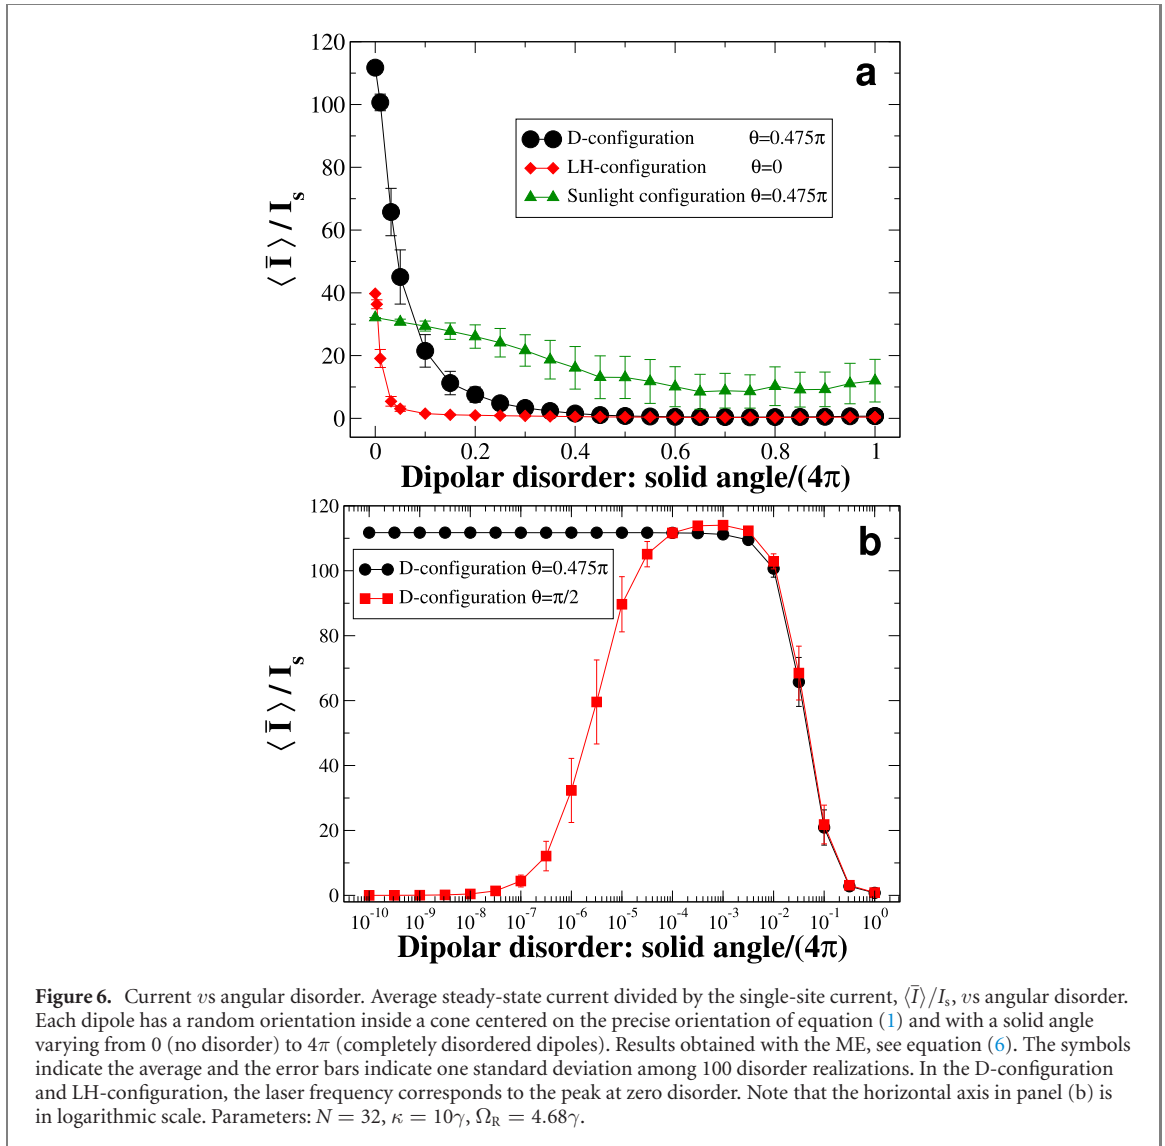 120
100
80
60
40
20
0
⟨ Ī ⟩ / Iₛ
a
D-configuration θ=0.475π
LH-configuration θ=0
Sunlight configuration θ=0.475π
0 0.2 0.4 0.6 0.8 1
Dipolar disorder: solid angle/(4π)
120
100
80
60
40
20
0
⟨ Ī ⟩ / Iₛ
b
D-configuration θ=0.475π
D-configuration θ=π/2
10⁻¹⁰ 10⁻⁹ 10⁻⁸ 10⁻⁷ 10⁻⁶ 10⁻⁵ 10⁻⁴ 10⁻³ 10⁻² 10⁻¹ 10⁰
Dipolar disorder: solid angle/(4π)
Figure 6. Current vs angular disorder. Average steady-state current divided by the single-site current, ⟨Ī⟩/Iₛ, vs angular disorder.
Each dipole has a random orientation inside a cone centered on the precise orientation of equation (1) and with a solid angle
varying from 0 (no disorder) to 4π (completely disordered dipoles). Results obtained with the ME, see equation (6). The symbols
indicate the average and the error bars indicate one standard deviation among 100 disorder realizations. In the D-configuration
and LH-configuration, the laser frequency corresponds to the peak at zero disorder. Note that the horizontal axis in panel (b) is
in logarithmic scale. Parameters: N = 32, κ = 10γ, Ω_R = 4.68γ.